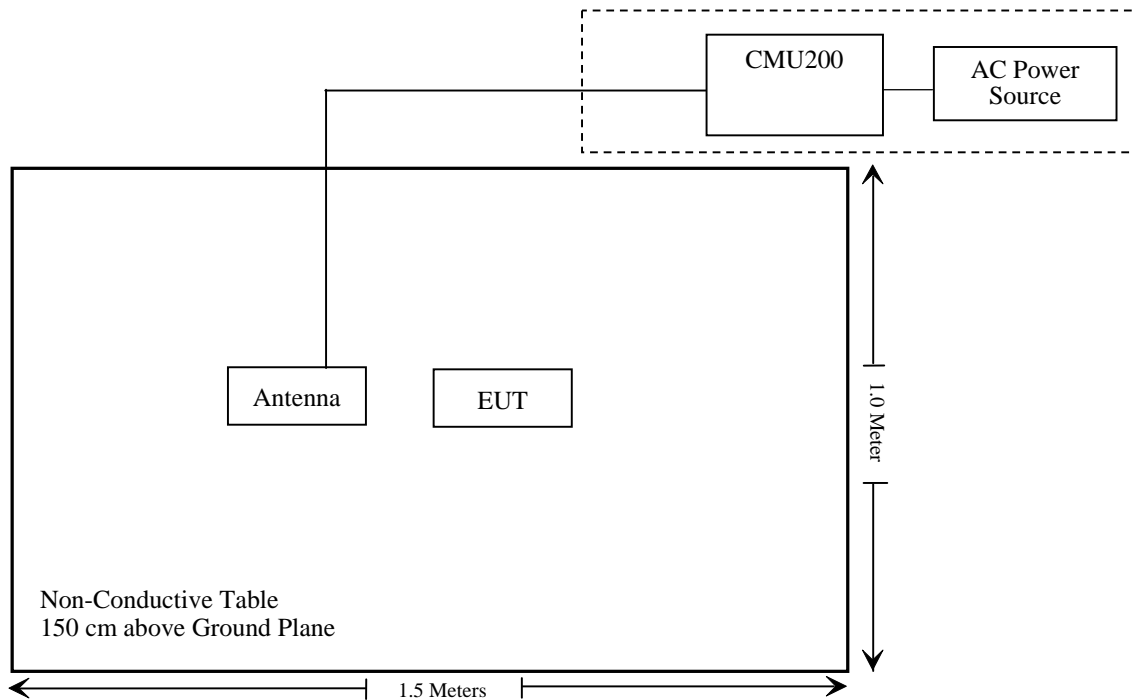 CMU200
AC Power
Source
Antenna
EUT
1.0 Meter
Non-Conductive Table
150 cm above Ground Plane
1.5 Meters